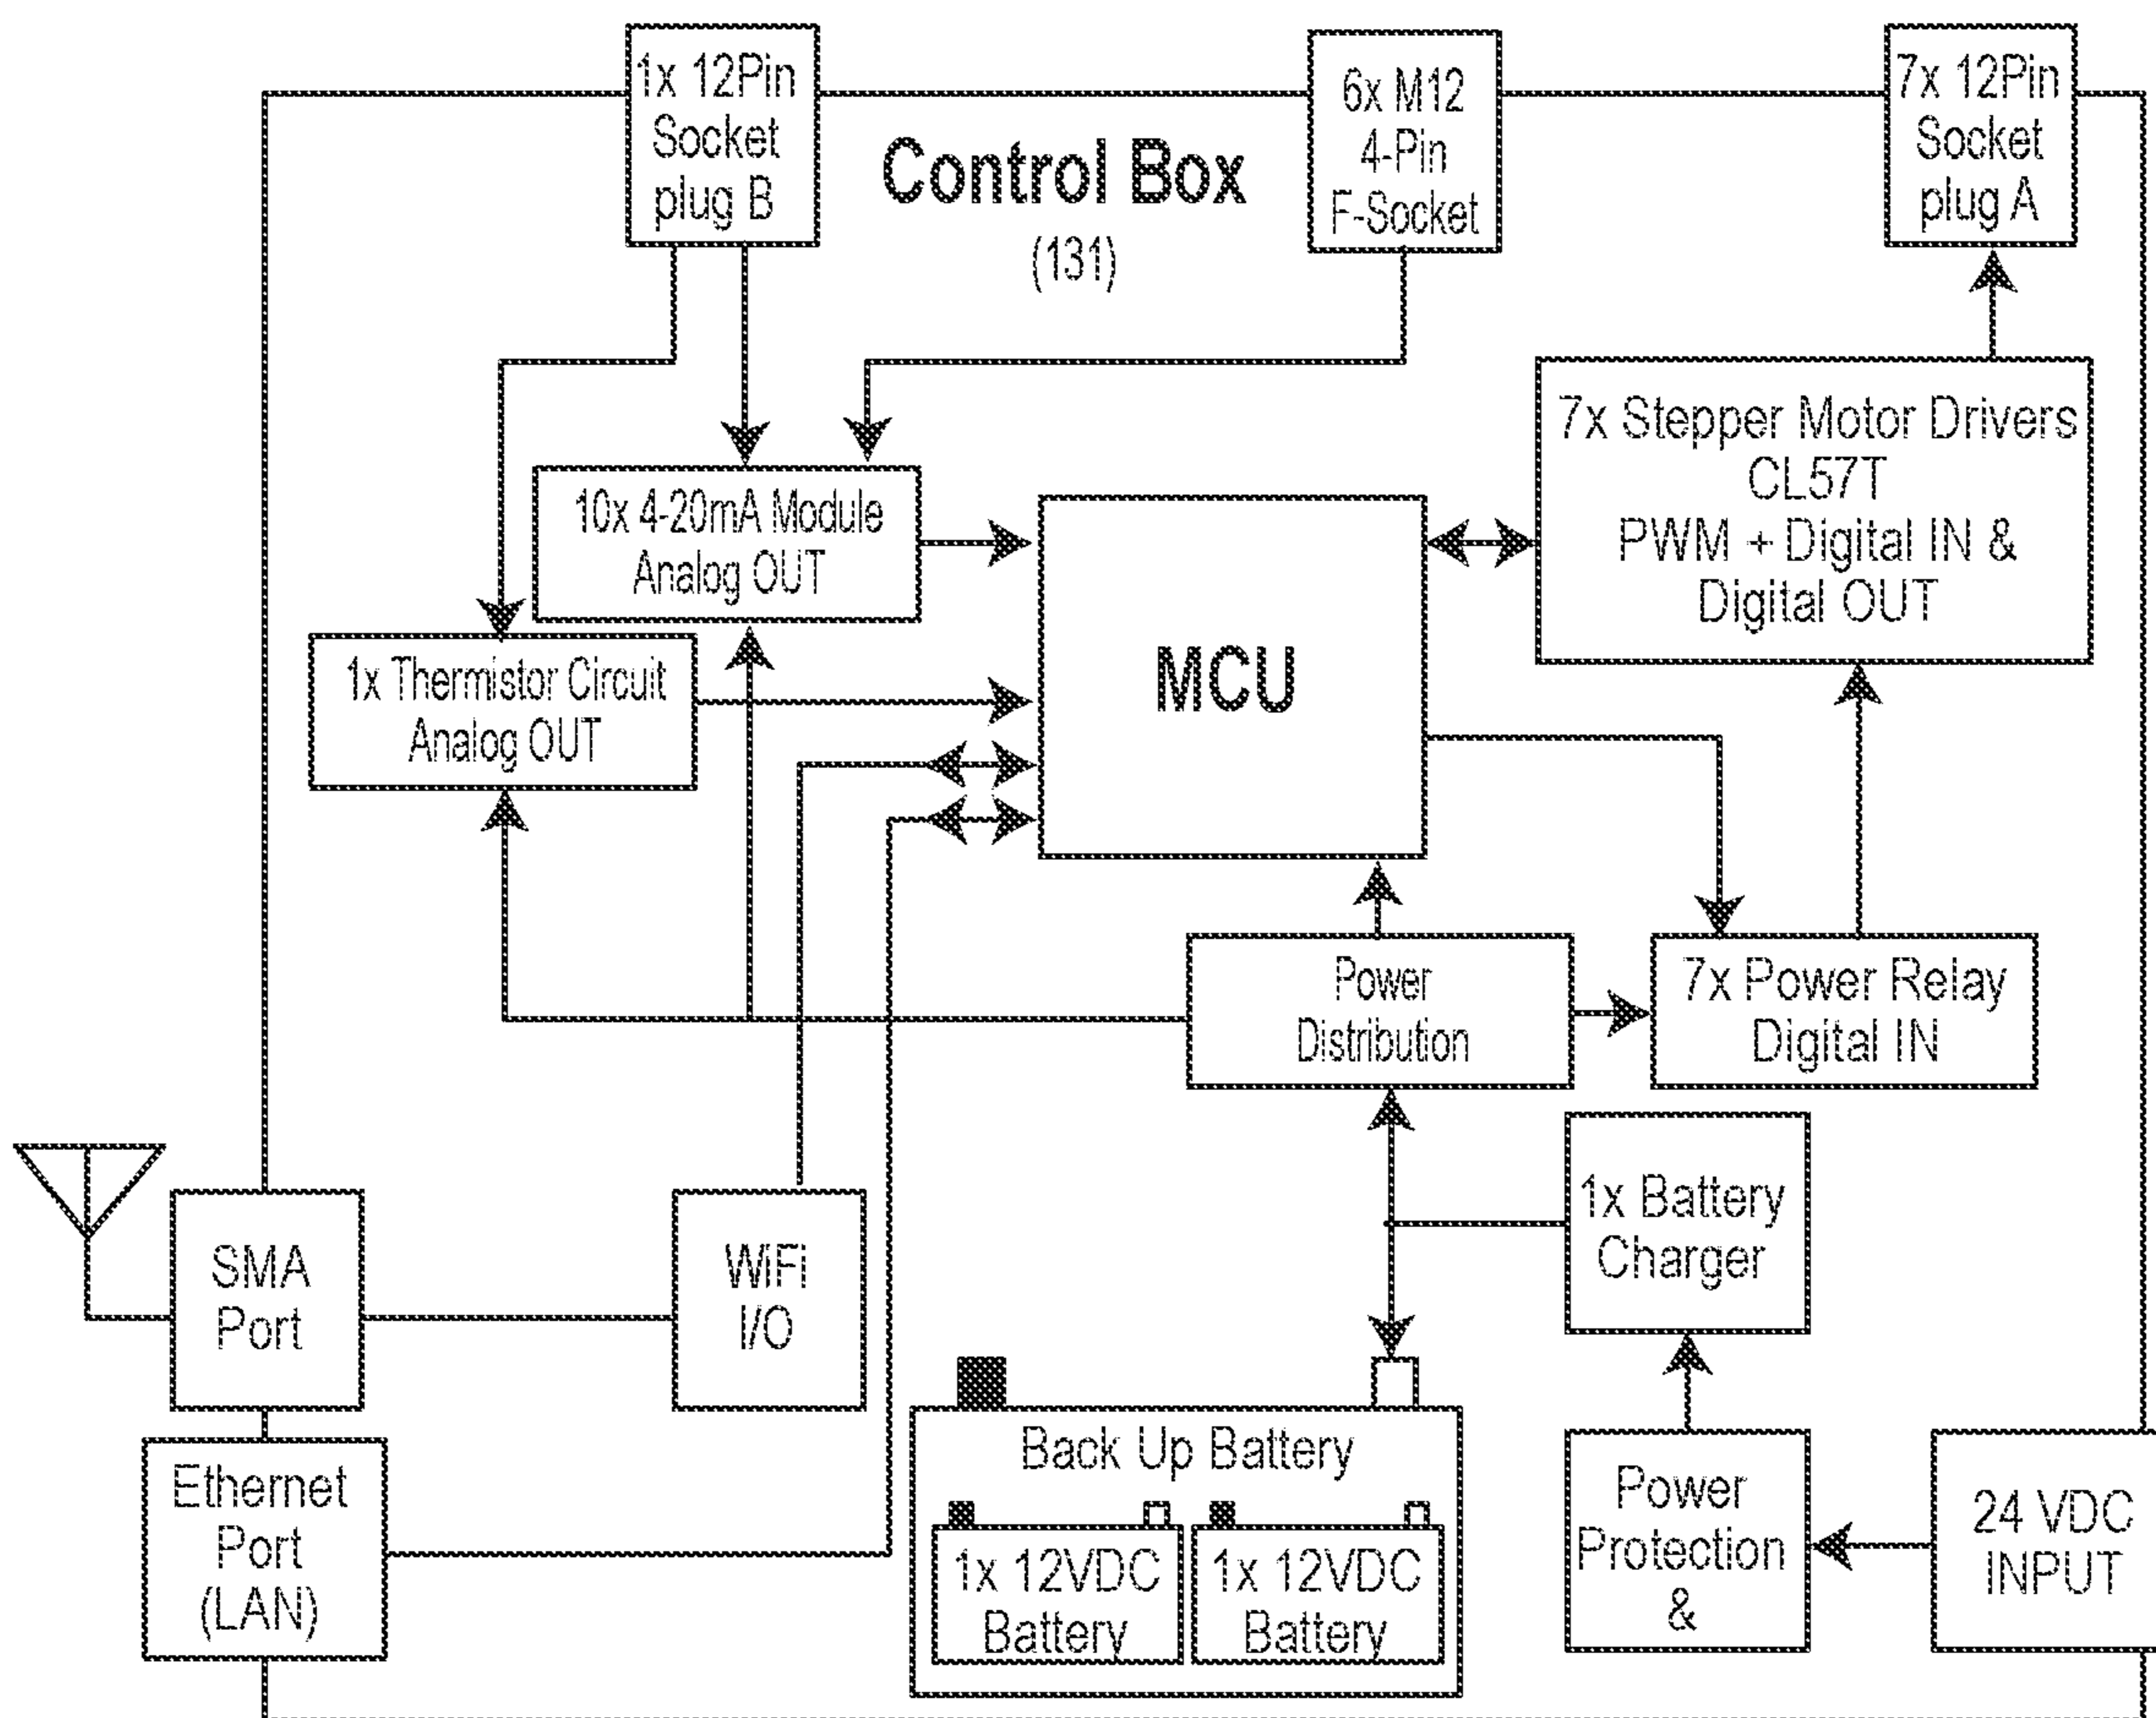 1x 12Pin
Socket
plug B
Control Box
(131)
6x M12
4-Pin
F-Socket
7x 12Pin
Socket
plug A
7x Stepper Motor Drivers
CL57T
PWM + Digital IN &
Digital OUT
10x 4-20mA Module
Analog OUT
MCU
1x Thermistor Circuit
Analog OUT
Power
Distribution
7x Power Relay
Digital IN
1x Battery
Charger
SMA
Port
WiFi
I/O
Back Up Battery
1x 12VDC
Battery
1x 12VDC
Battery
Ethernet
Port
(LAN)
Power
Protection
&
24 VDC
INPUT